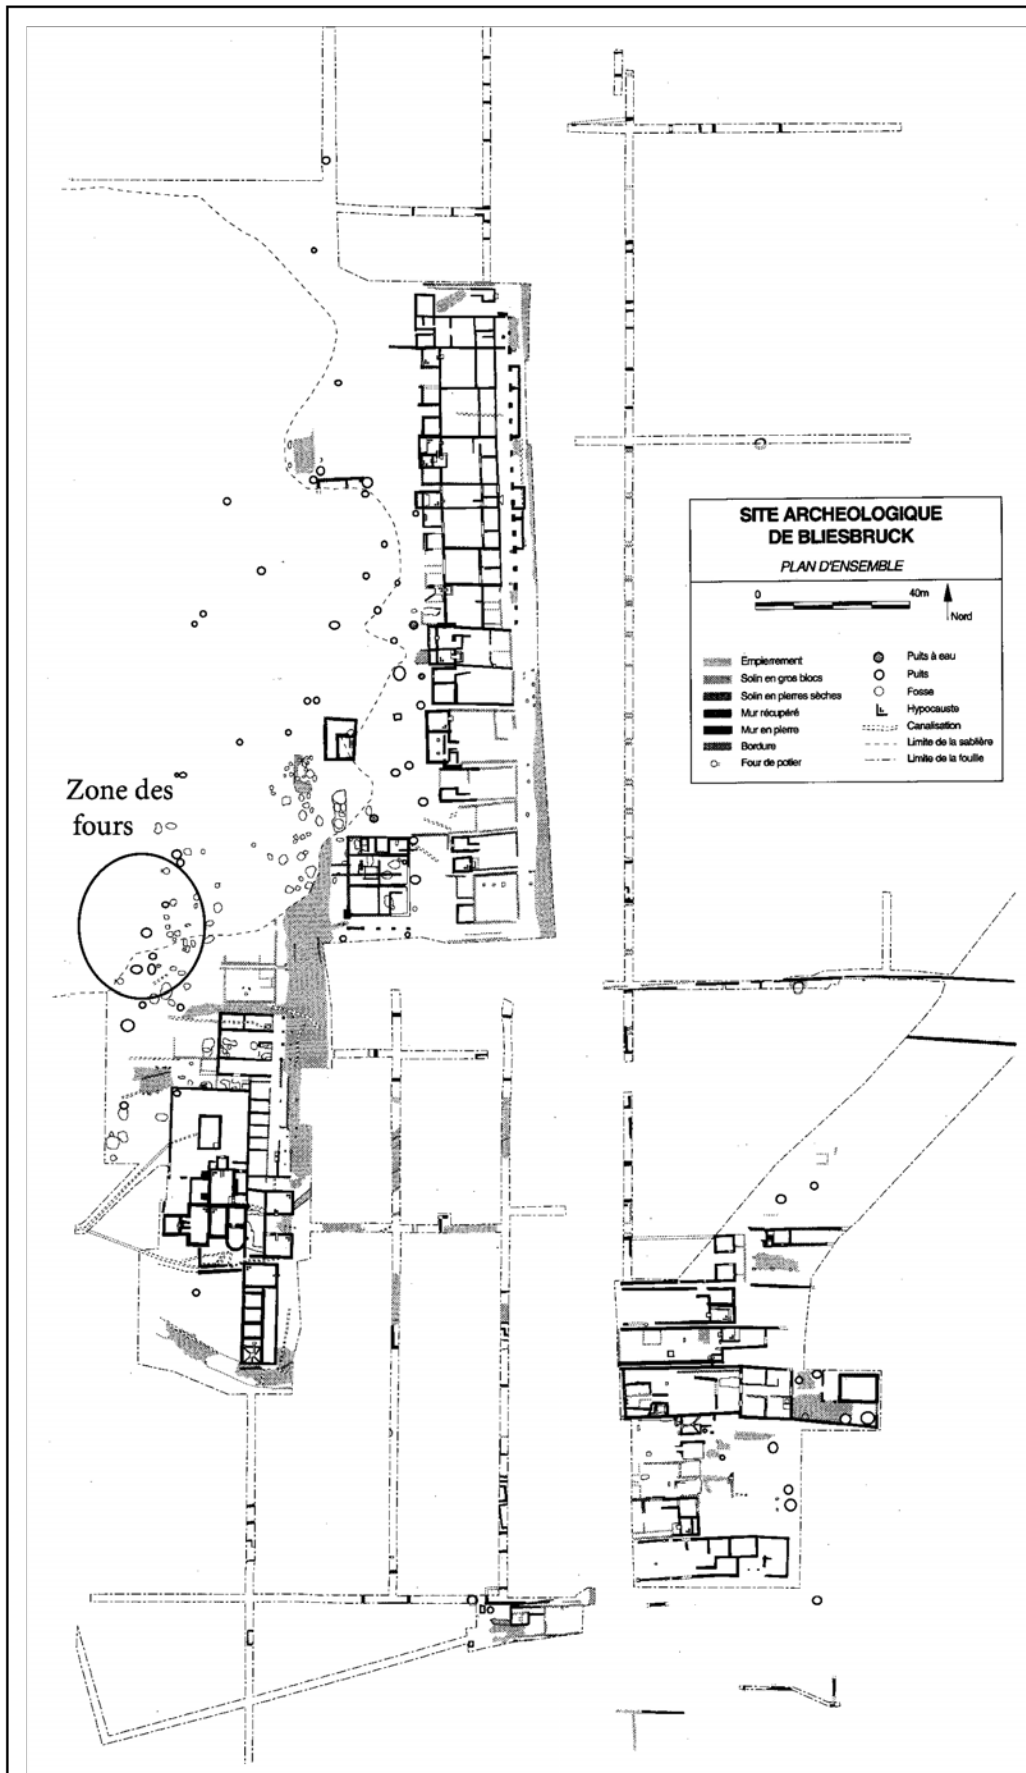 Zone des
fours
SITE ARCHEOLOGIQUE
DE BLIESBRUCK
PLAN D'ENSEMBLE
0 40m
Nord
Empierrement
Solin en gros blocs
Solin en pierres sèches
Mur récupéré
Mur en pierre
Bordure
Four de potier
Puits à eau
Puits
Fosse
Hypocauste
Canalisation
Limite de la sablière
Limite de la fouille